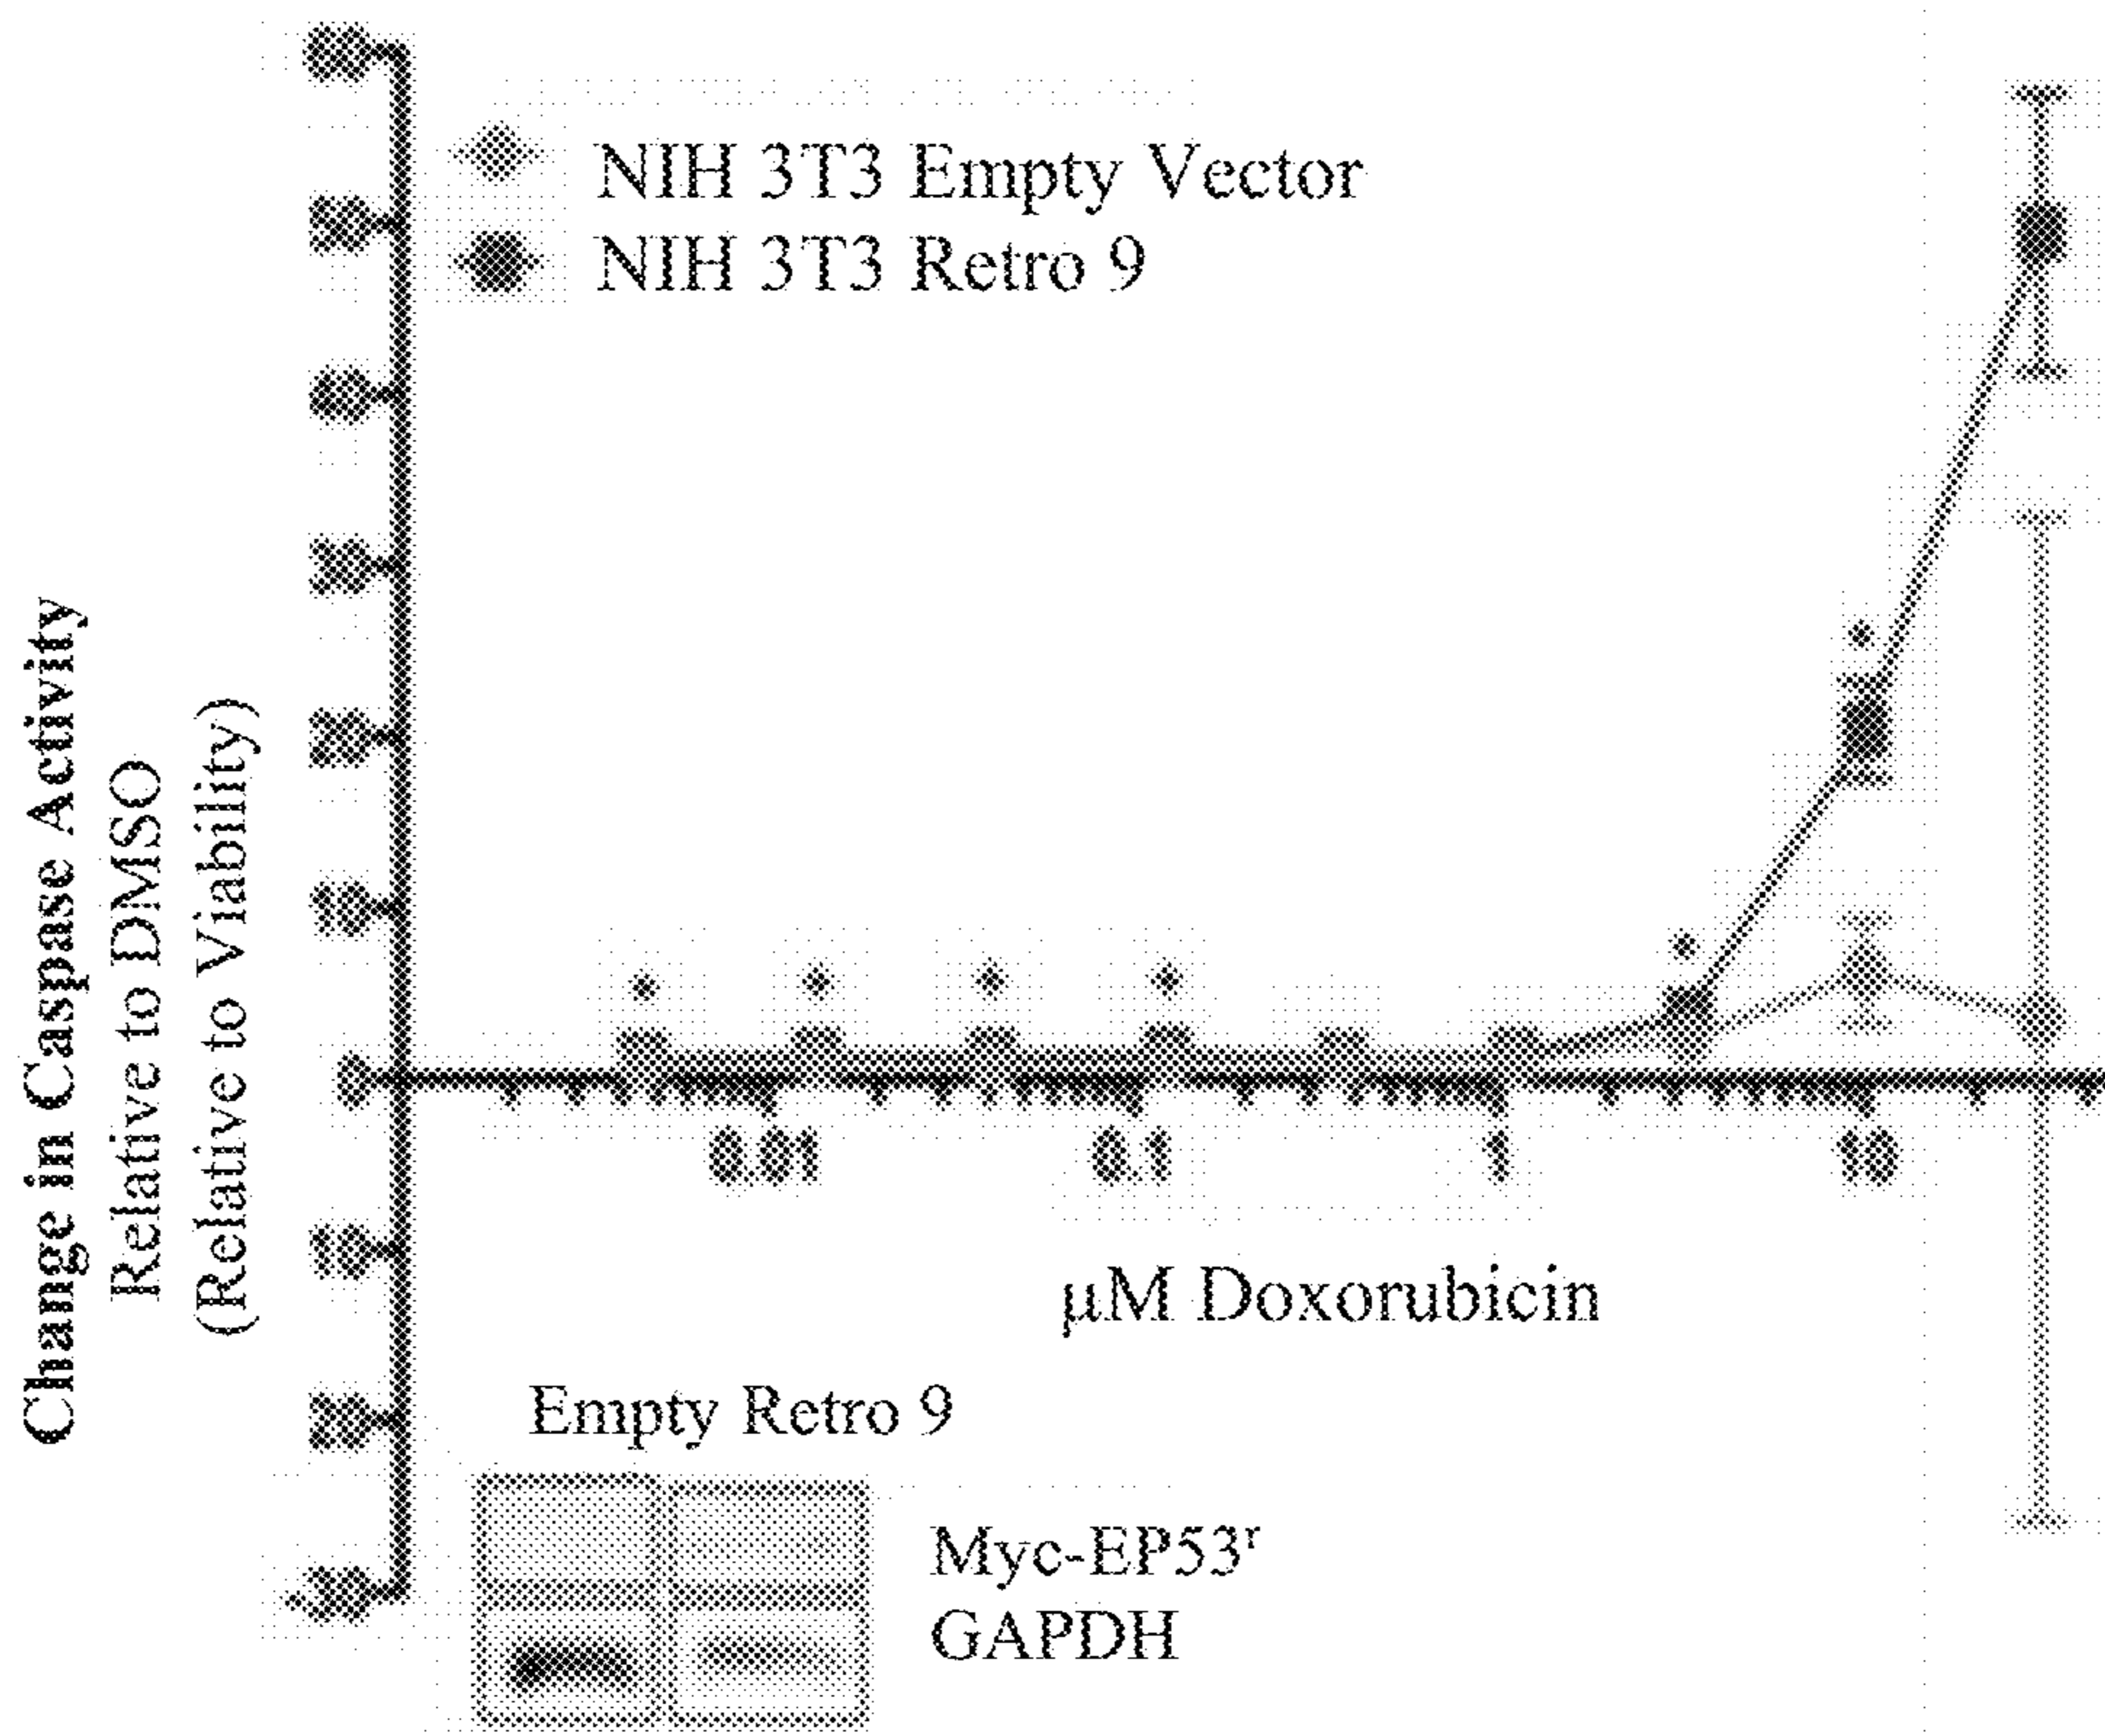 NIH 3T3 Empty Vector
NIH 3T3 Retro 9
Change in Caspase Activity
Relative to DMSO
(Relative to Viability)
0.01 0.1 1 10
µM Doxorubicin
Empty Retro 9
Myc-EP53ʳ
GAPDH